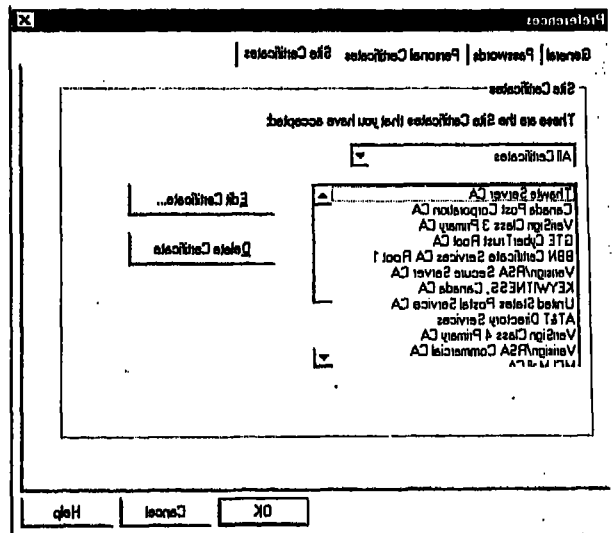 Preferences
General Passwords Personal Certificates Site Certificates
Site Certificates
These are the Site Certificates that you have accepted:
All Certificates
Thawte Server CA
Canada Post Corporation CA
VeriSign Class 3 Primary CA
GTE CyberTrust Root CA
BBN Certificate Services CA Root 1
Verisign/RSA Secure Server CA
KEYWITNESS, Canada CA
United States Postal Service CA
AT&T Directory Services
VeriSign Class 4 Primary CA
Verisign/RSA Commercial CA
MCI Mall CA
Edit Certificate...
Delete Certificate
OK Cancel Help